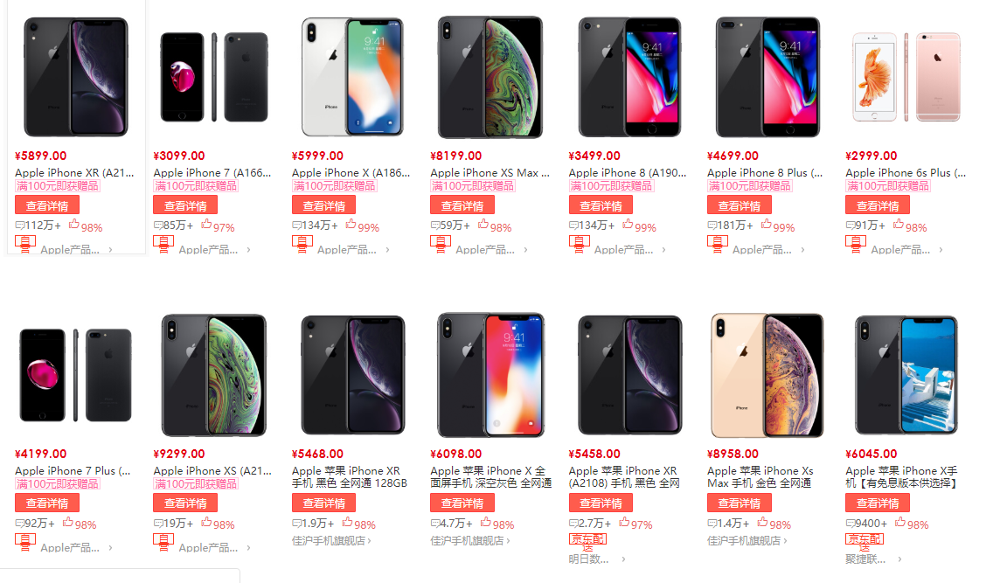 ¥5899.00
Apple iPhone XR (A21...
满100元即获赠品
查看详情
112万+ 98%
自营 Apple产品... >
¥3099.00
Apple iPhone 7 (A166...
满100元即获赠品
查看详情
85万+ 97%
自营 Apple产品... >
¥5999.00
Apple iPhone X (A186...
满100元即获赠品
查看详情
134万+ 99%
自营 Apple产品... >
¥8199.00
Apple iPhone XS Max ...
满100元即获赠品
查看详情
59万+ 98%
自营 Apple产品... >
¥3499.00
Apple iPhone 8 (A190...
满100元即获赠品
查看详情
134万+ 99%
自营 Apple产品... >
¥4699.00
Apple iPhone 8 Plus (...
满100元即获赠品
查看详情
181万+ 99%
自营 Apple产品... >
¥2999.00
Apple iPhone 6s Plus (...
满100元即获赠品
查看详情
91万+ 98%
自营 Apple产品... >
¥4199.00
Apple iPhone 7 Plus (...
满100元即获赠品
查看详情
92万+ 98%
自营 Apple产品... >
¥9299.00
Apple iPhone XS (A21...
满100元即获赠品
查看详情
19万+ 98%
自营 Apple产品... >
¥5468.00
Apple 苹果 iPhone XR
手机 黑色 全网通 128GB
查看详情
1.9万+ 98%
佳沪手机旗舰店 >
¥6098.00
Apple 苹果 iPhone X 全
面屏手机 深空灰色 全网通
查看详情
4.7万+ 98%
佳沪手机旗舰店 >
¥5458.00
Apple 苹果 iPhone XR
(A2108) 手机 黑色 全网
查看详情
2.7万+ 97%
京东配送
明日数... >
¥8958.00
Apple 苹果 iPhone Xs
Max 手机 金色 全网通
查看详情
1.4万+ 98%
佳沪手机旗舰店 >
¥6045.00
Apple 苹果 iPhone X手
机【有免息版本供选择】
查看详情
9400+ 98%
京东配送
聚捷联... >